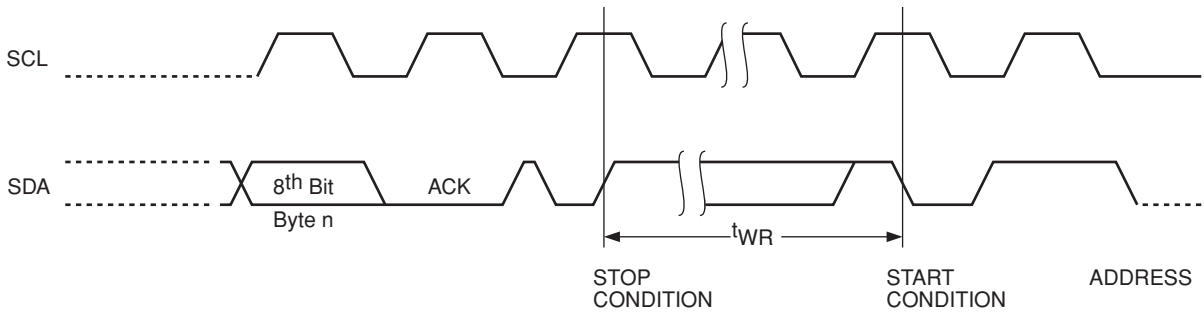 SCL
SDA
8th Bit
ACK
Byte n
tWR
STOP
CONDITION
START
CONDITION
ADDRESS